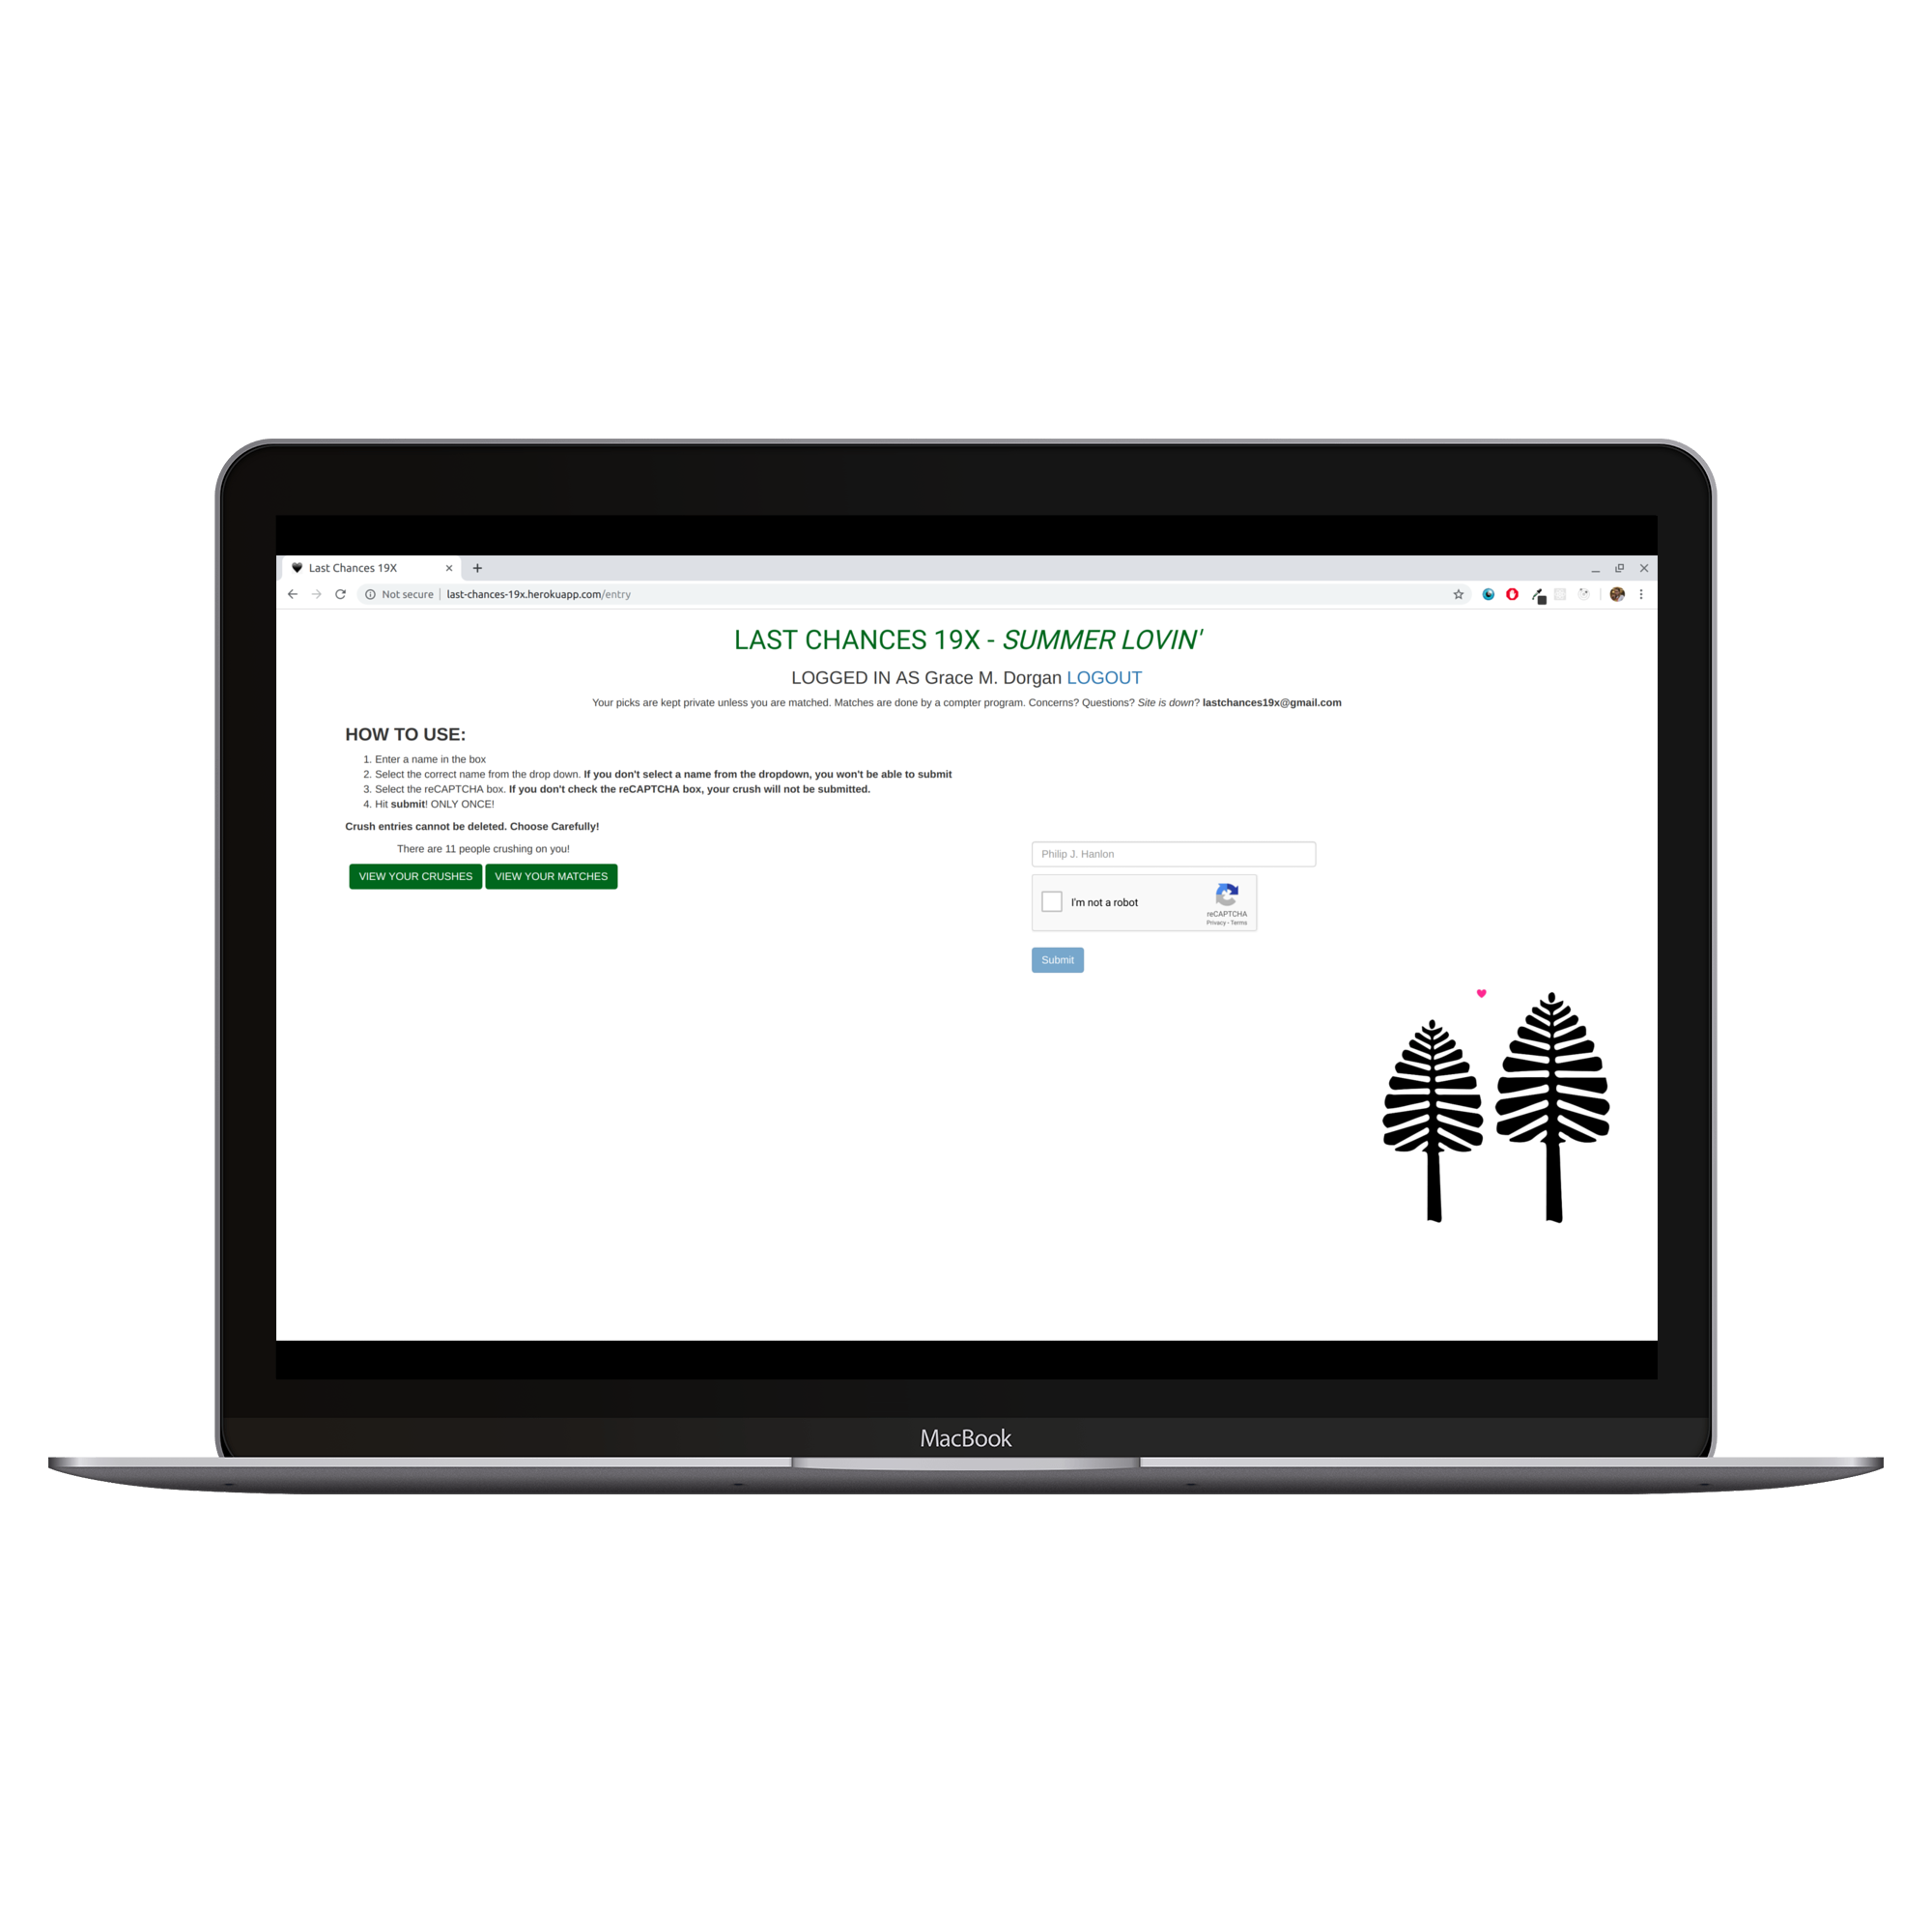 Last Chances 19X
Not secure | last-chances-19x.herokuapp.com/entry
LAST CHANCES 19X - SUMMER LOVIN'
LOGGED IN AS Grace M. Dorgan LOGOUT
Your picks are kept private unless you are matched. Matches are done by a compter program. Concerns? Questions? Site is down? lastchances19x@gmail.com
HOW TO USE:
1. Enter a name in the box
2. Select the correct name from the drop down. If you don't select a name from the dropdown, you won't be able to submit
3. Select the reCAPTCHA box. If you don't check the reCAPTCHA box, your crush will not be submitted.
4. Hit submit! ONLY ONCE!
Crush entries cannot be deleted. Choose Carefully!
There are 11 people crushing on you!
VIEW YOUR CRUSHES VIEW YOUR MATCHES
Philip J. Hanlon
I'm not a robot
reCAPTCHA
Privacy - Terms
Submit
MacBook